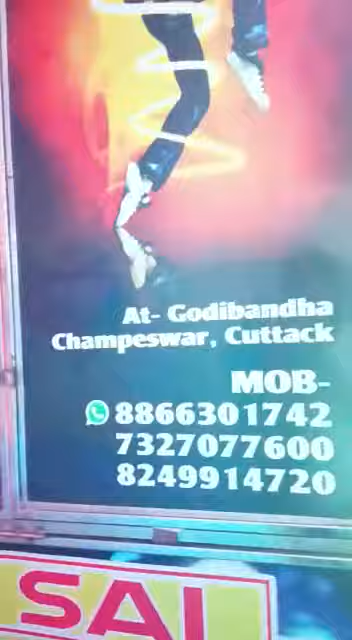 At- Godibandha
Champeswar, Cuttack
MOB-
8866301742
7327077600
8249914720
SAI